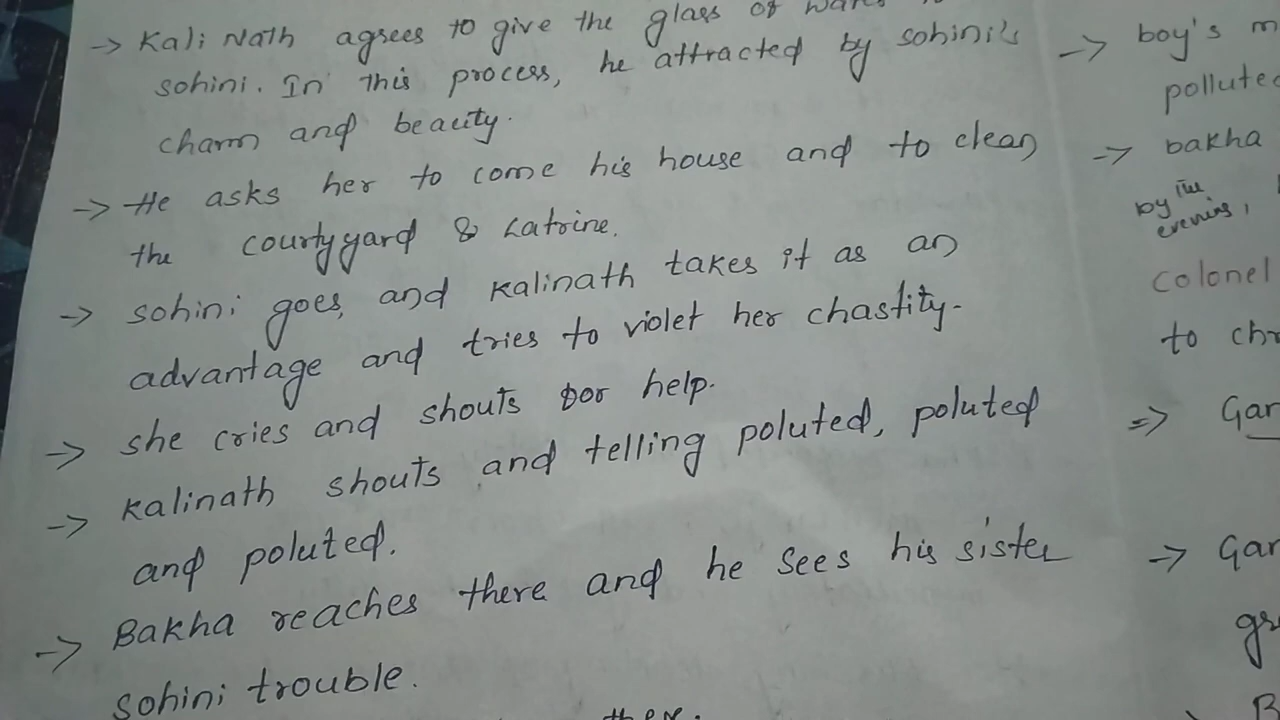 -> Kali Nath agrees to give the glass of
sohini. In this process, he attracted by sohini's
charm and beauty.
-> He asks her to come his house and to clean
the courtyyard & Latrine.
-> sohini goes, and Kalinath takes it as an
advantage and tries to violet her chastity.
-> she cries and shouts for help.
-> Kalinath shouts and telling poluted, poluted
and poluted.
-> Bakha reaches there and he sees his sister
sohini trouble.
-> boy's
-> bakha
by the
evening,
colonel
to
=>
->